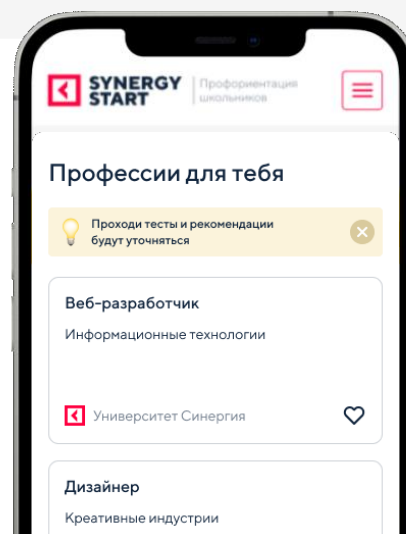 SYNERGY
START
Профориентация
школьников
Профессии для тебя
Проходи тесты и рекомендации
будут уточняться
Веб-разработчик
Информационные технологии
Университет Синергия
Дизайнер
Креативные индустрии